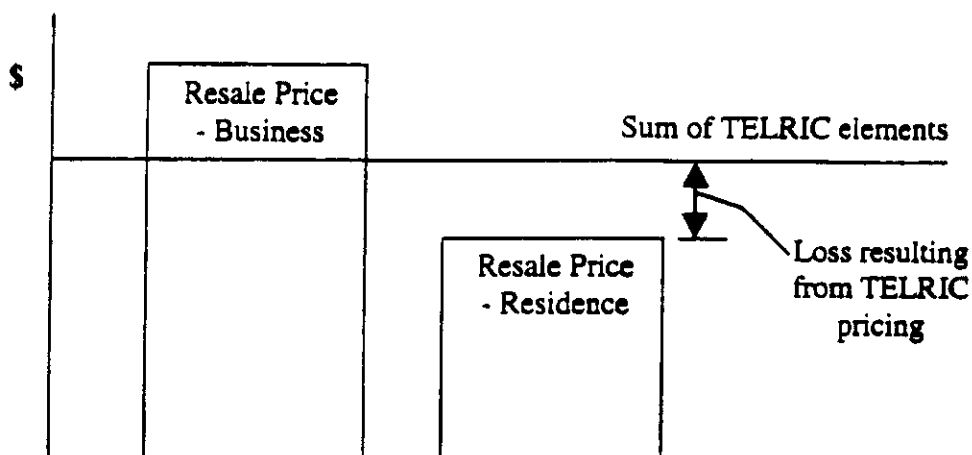 $
Resale Price
- Business
Sum of TELRIC elements
Resale Price
- Residence
Loss resulting
from TELRIC
pricing